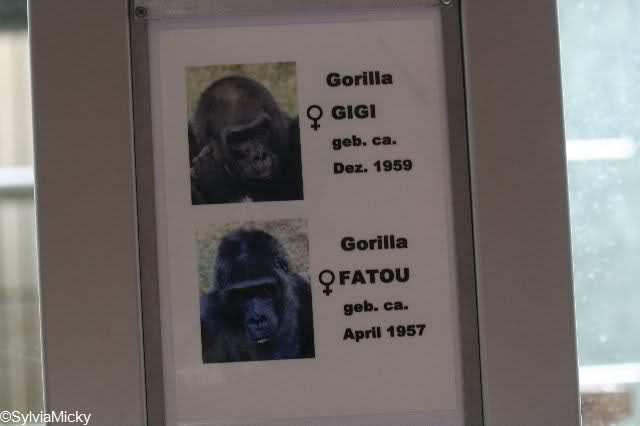 Gorilla
♀ GIGI
geb. ca.
Dez. 1959
Gorilla
♀ FATOU
geb. ca.
April 1957
©SylviaMicky